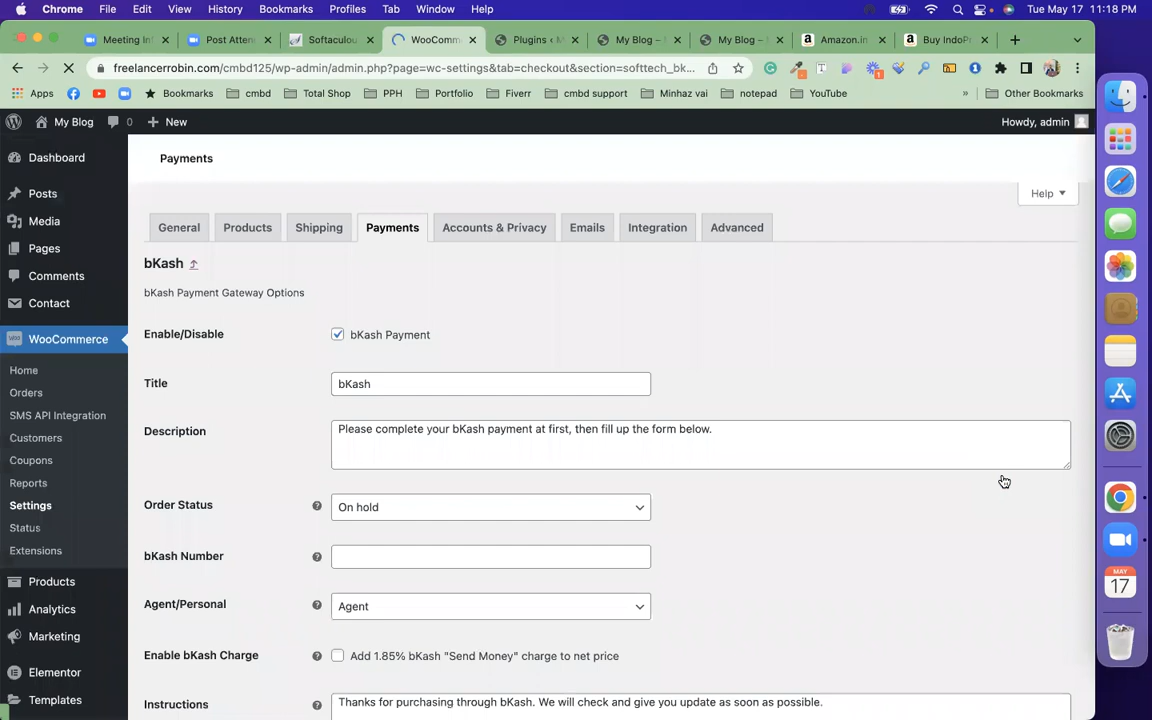 Chrome File Edit View History Bookmarks Profiles Tab Window Help Tue May 17 11:18 PM
Meeting Inf Post Atten Softaculou WooComm Plugins ‹ M My Blog – My Blog – Amazon.in Buy IndoP
freelancerrobin.com/cmbd125/wp-admin/admin.php?page=wc-settings&tab=checkout&section=softtech_bk...
Apps Bookmarks cmbd Total Shop PPH Portfolio Fiverr cmbd support Minhaz vai notepad YouTube » Other Bookmarks
My Blog 0 New Howdy, admin
Dashboard
Posts
Media
Pages
Comments
Contact
WooCommerce
Home
Orders
SMS API Integration
Customers
Coupons
Reports
Settings
Status
Extensions
Products
Analytics
Marketing
Elementor
Templates
Payments
Help
General Products Shipping Payments Accounts & Privacy Emails Integration Advanced
bKash
bKash Payment Gateway Options
Enable/Disable bKash Payment
Title bKash
Description Please complete your bKash payment at first, then fill up the form below.
Order Status On hold
bKash Number
Agent/Personal Agent
Enable bKash Charge Add 1.85% bKash "Send Money" charge to net price
Instructions Thanks for purchasing through bKash. We will check and give you update as soon as possible.
MAY
17